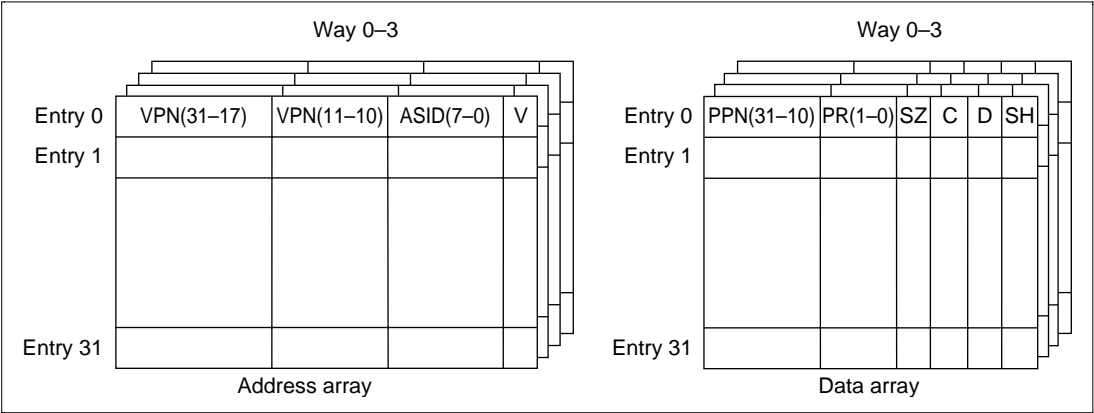 Way 0–3
Way 0–3
Entry 0 VPN(31–17) VPN(11–10) ASID(7–0) V
Entry 1
Entry 31
Address array
Entry 0 PPN(31–10) PR(1–0) SZ C D SH
Entry 1
Entry 31
Data array